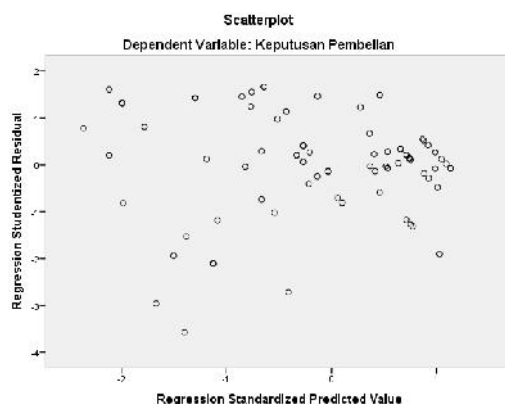 Scatterplot
Dependent Variable: Keputusan Pembelian
Regression Studentized Residual
2
1
0
-1
-2
-3
-4
-2
-1
0
1
Regression Standardized Predicted Value